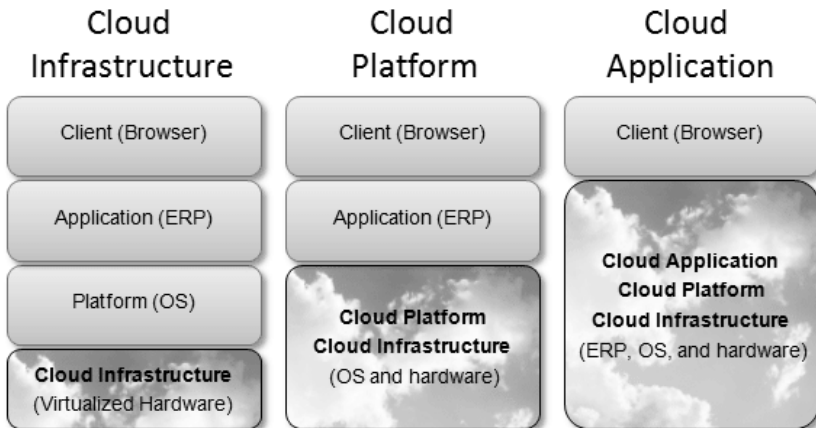 Cloud
Infrastructure
Client (Browser)
Application (ERP)
Platform (OS)
Cloud Infrastructure
(Virtualized Hardware)
Cloud
Platform
Client (Browser)
Application (ERP)
Cloud Platform
Cloud Infrastructure
(OS and hardware)
Cloud
Application
Client (Browser)
Cloud Application
Cloud Platform
Cloud Infrastructure
(ERP, OS, and hardware)